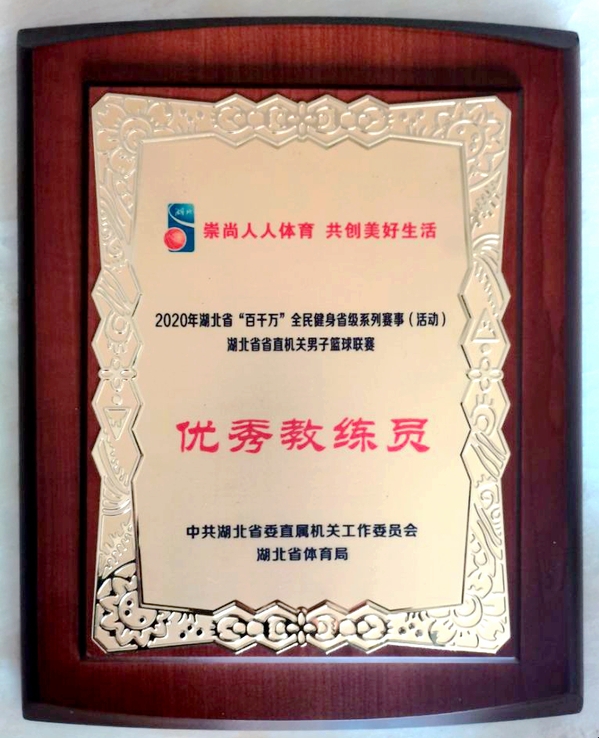 崇尚人人体育 共创美好生活
2020年湖北省“百千万”全民健身省级系列赛事（活动）
湖北省省直机关男子篮球联赛
优秀教练员
中共湖北省委直属机关工作委员会
湖北省体育局